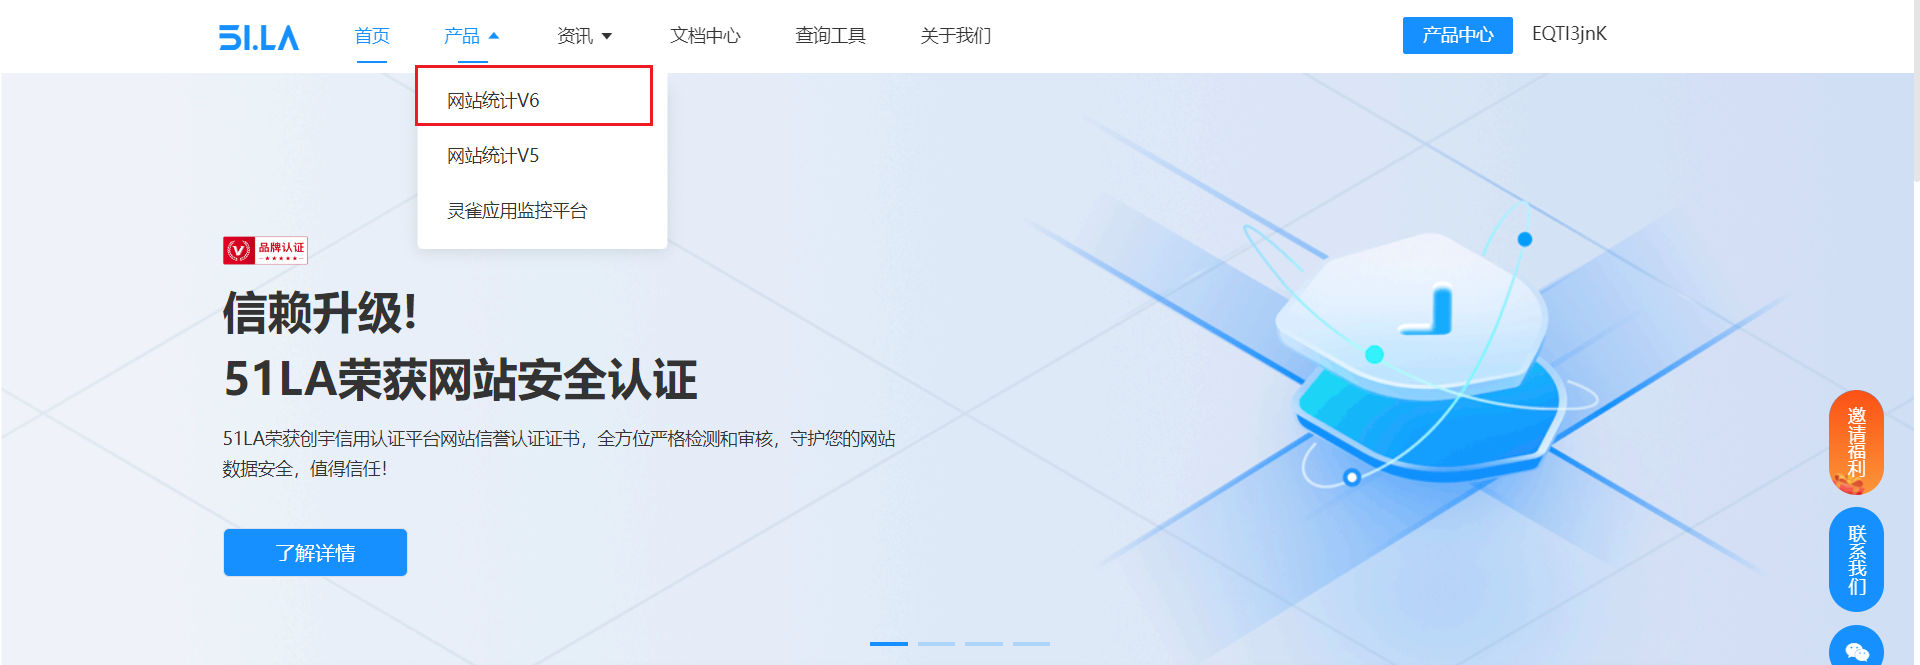 51.LA 首页 产品 资讯 文档中心 查询工具 关于我们 产品中心 EQTI3jnK
网站统计V6
网站统计V5
灵雀应用监控平台
V 品牌认证
信赖升级!
51LA荣获网站安全认证
51LA荣获创宇信用认证平台网站信誉认证证书，全方位严格检测和审核，守护您的网站
数据安全，值得信任！
了解详情
邀请福利
联系我们